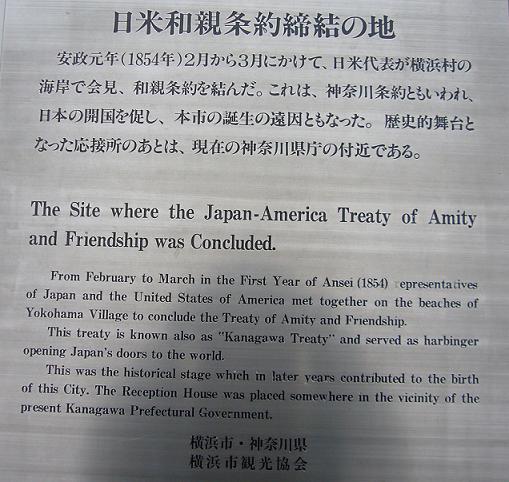 日米和親条約締結の地
安政元年(1854年)2月から3月にかけて、日米代表が横浜村の
海岸で会見、和親条約を結んだ。これは、神奈川条約ともいわれ、
日本の開国を促し、本市の誕生の遠因ともなった。歴史的舞台と
なった応接所のあとは、現在の神奈川県庁の付近である。
The Site where the Japan-America Treaty of Amity
and Friendship was Concluded.
From February to March in the First Year of Ansei (1854) representatives
of Japan and the United States of America met together on the beaches of
Yokohama Village to conclude the Treaty of Amity and Friendship.
This treaty is known also as "Kanagawa Treaty" and served as harbinger
opening Japan's doors to the world.
This was the historical stage which in later years contributed to the birth
of this City. The Reception House was placed somewhere in the vicinity of the
present Kanagawa Prefectural Government.
横浜市・神奈川県
横浜市観光協会